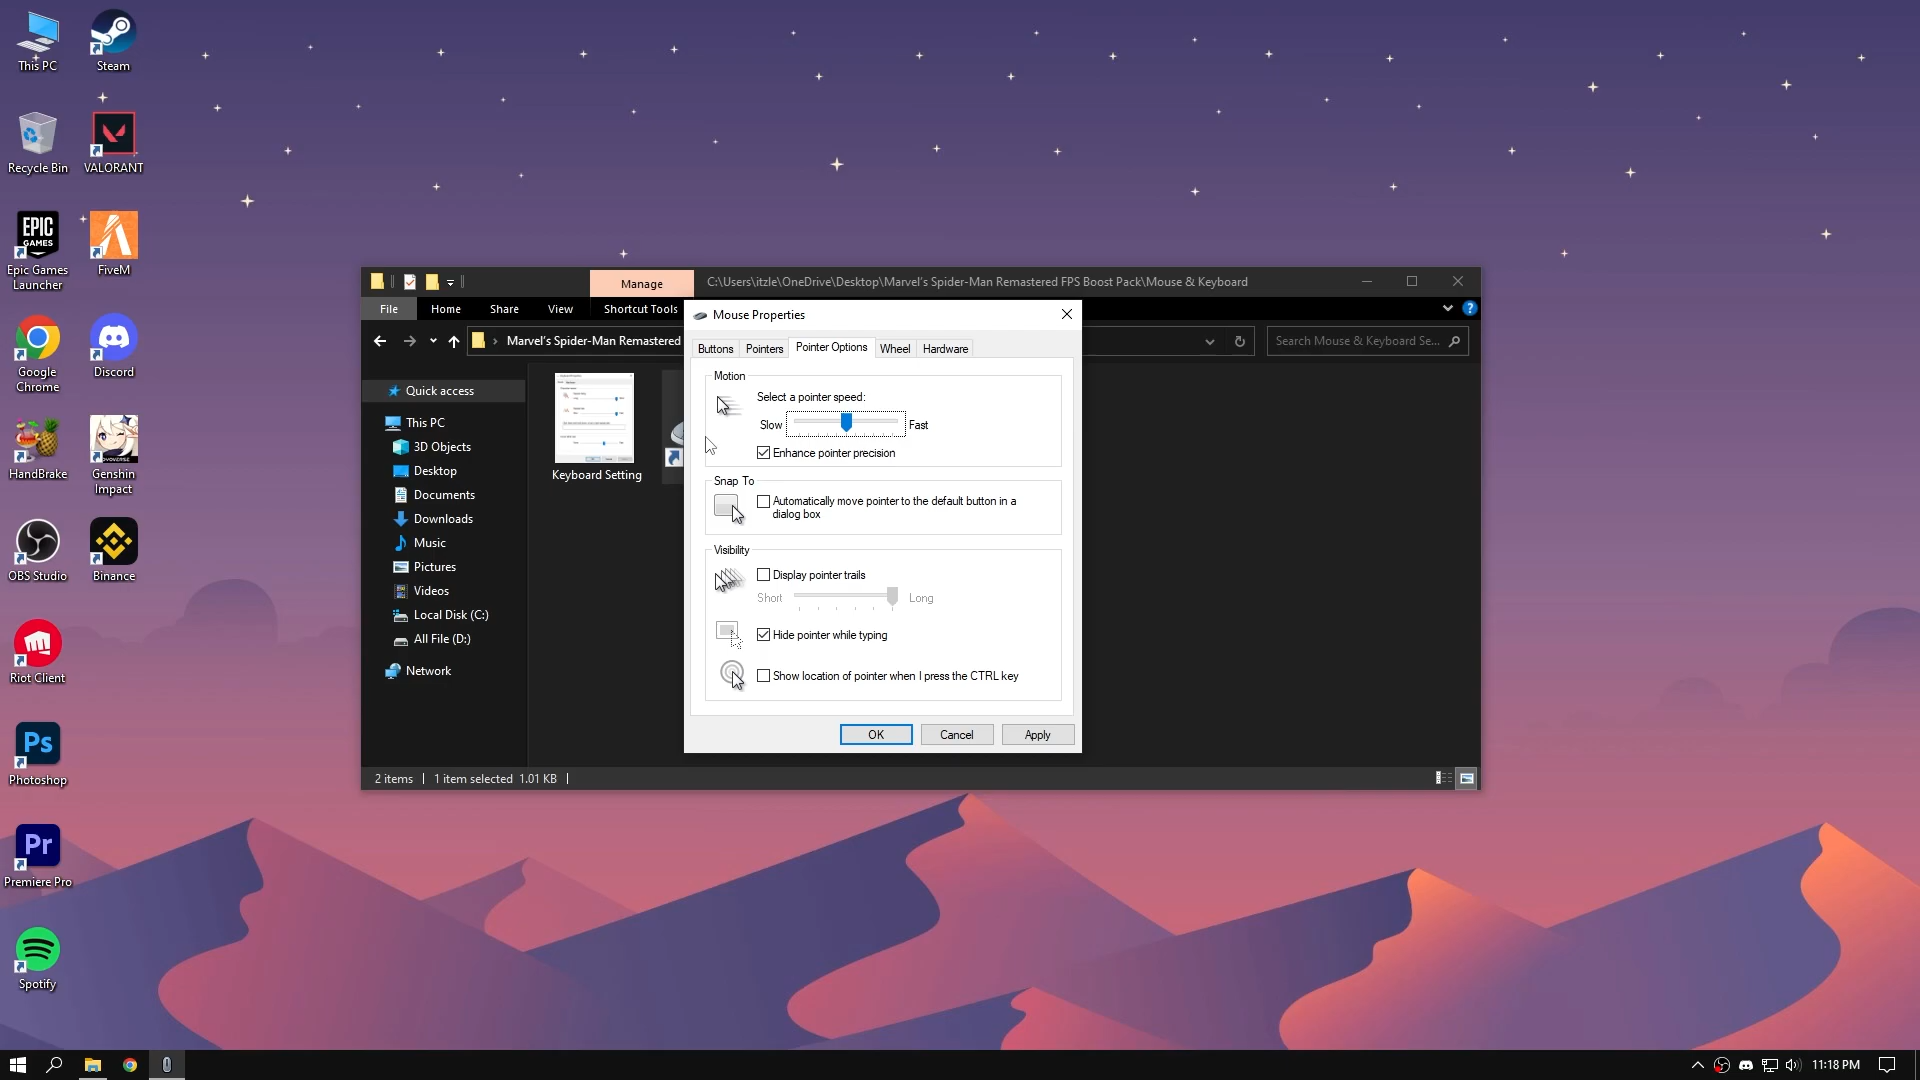 This PC
Steam
Recycle Bin
VALORANT
EPIC
GAMES
Epic Games
Launcher
FiveM
Google
Chrome
Discord
HandBrake
Genshin
Impact
OBS Studio
Binance
Riot Client
Ps
Photoshop
Pr
Premiere Pro
Spotify
Manage
C:\Users\itzle\OneDrive\Desktop\Marvel's Spider-Man Remastered FPS Boost Pack\Mouse & Keyboard
File
Home
Share
View
Shortcut Tools
Marvel's Spider-Man Remastered
Search Mouse & Keyboard Se...
Quick access
This PC
3D Objects
Desktop
Documents
Downloads
Music
Pictures
Videos
Local Disk (C:)
All File (D:)
Network
Keyboard Setting
2 items
1 item selected 1.01 KB
Mouse Properties
Buttons
Pointers
Pointer Options
Wheel
Hardware
Motion
Select a pointer speed:
Slow
Fast
Enhance pointer precision
Snap To
Automatically move pointer to the default button in a
dialog box
Visibility
Display pointer trails
Short
Long
Hide pointer while typing
Show location of pointer when I press the CTRL key
OK
Cancel
Apply
11:18 PM